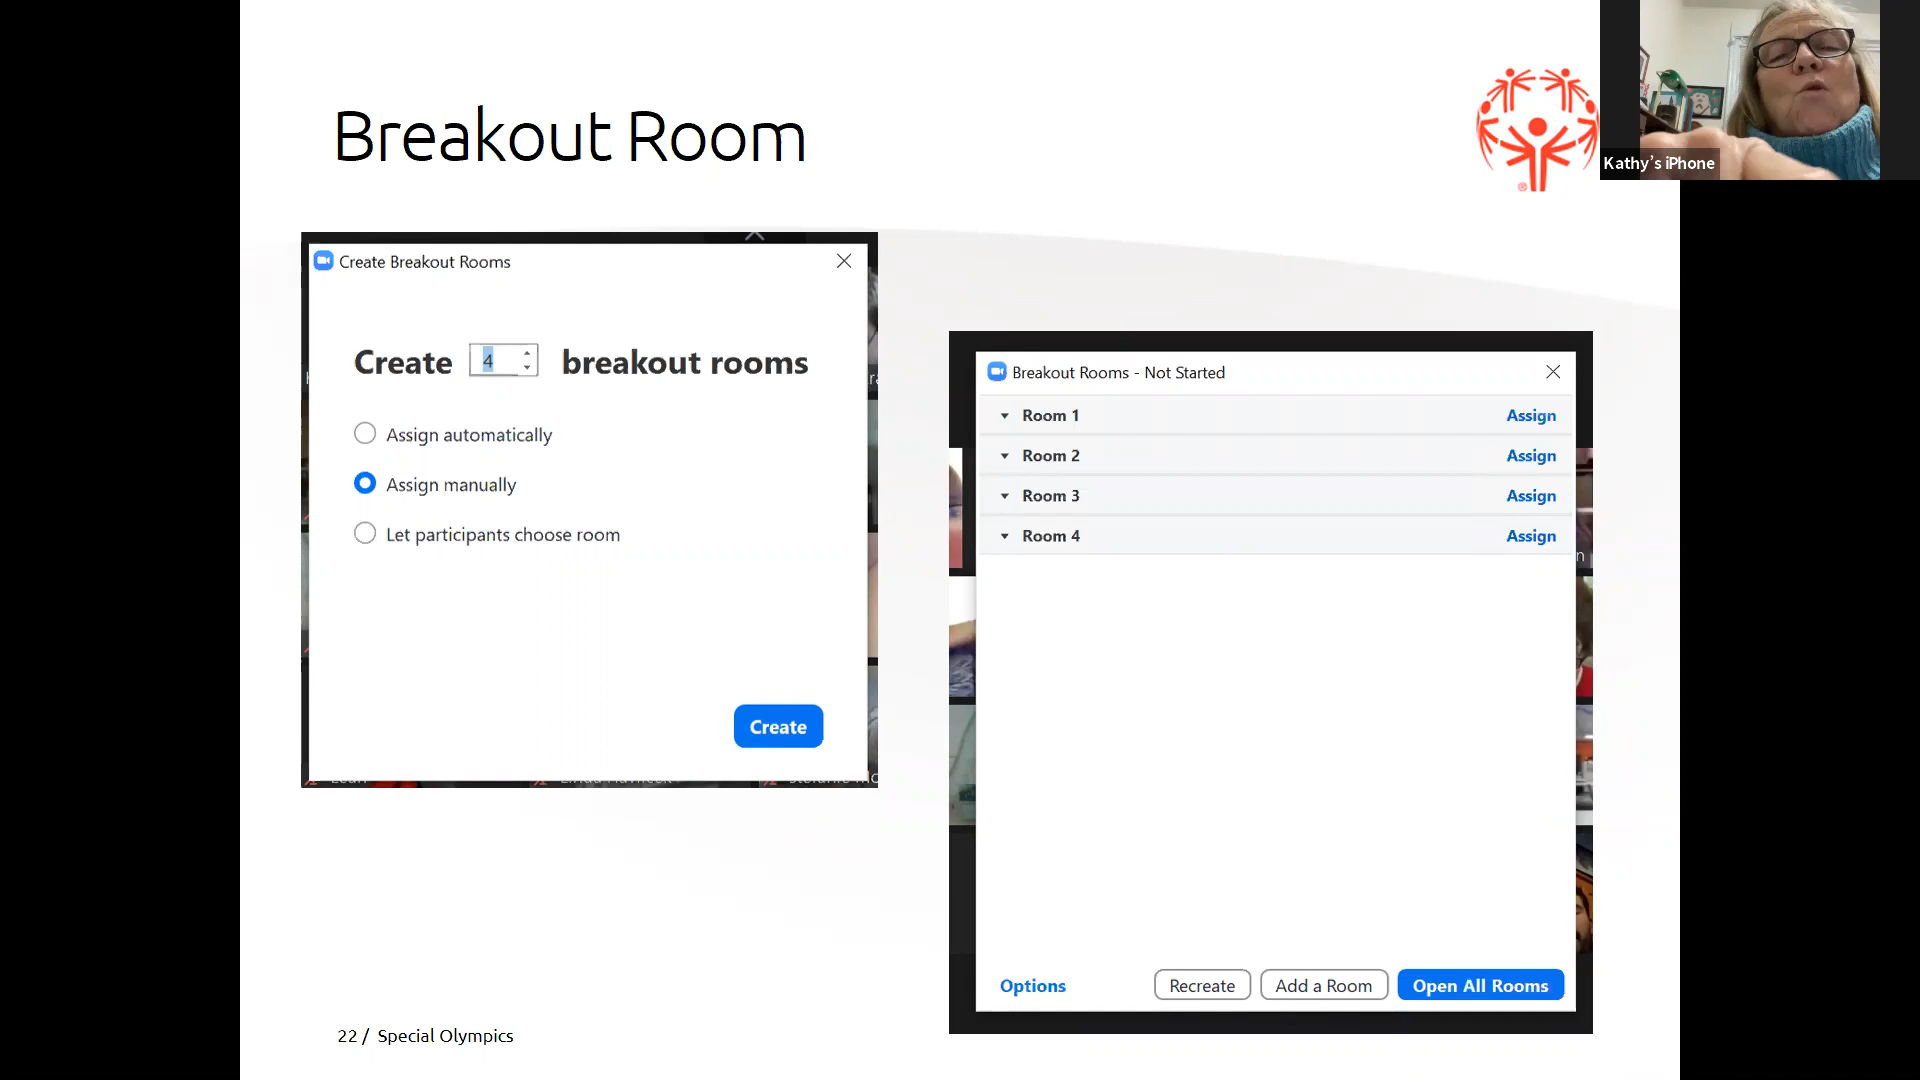 Breakout Room
Kathy's iPhone
Create Breakout Rooms
Create 4 breakout rooms
Assign automatically
Assign manually
Let participants choose room
Create
Breakout Rooms - Not Started
Room 1 Assign
Room 2 Assign
Room 3 Assign
Room 4 Assign
Options Recreate Add a Room Open All Rooms
22 / Special Olympics